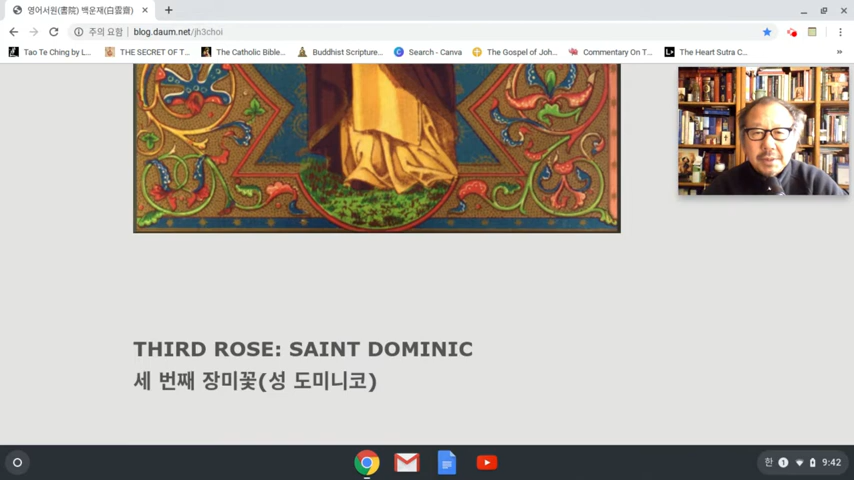 영어서원(書院) 백운재(白雲齋)
주의 요함
blog.daum.net/jh3choi
Tao Te Ching by L...
THE SECRET OF T...
The Catholic Bible...
Buddhist Scripture...
Search - Canva
The Gospel of Joh...
Commentary On T...
The Heart Sutra C...
THIRD ROSE: SAINT DOMINIC
세 번째 장미꽃(성 도미니코)
한
1
9:42